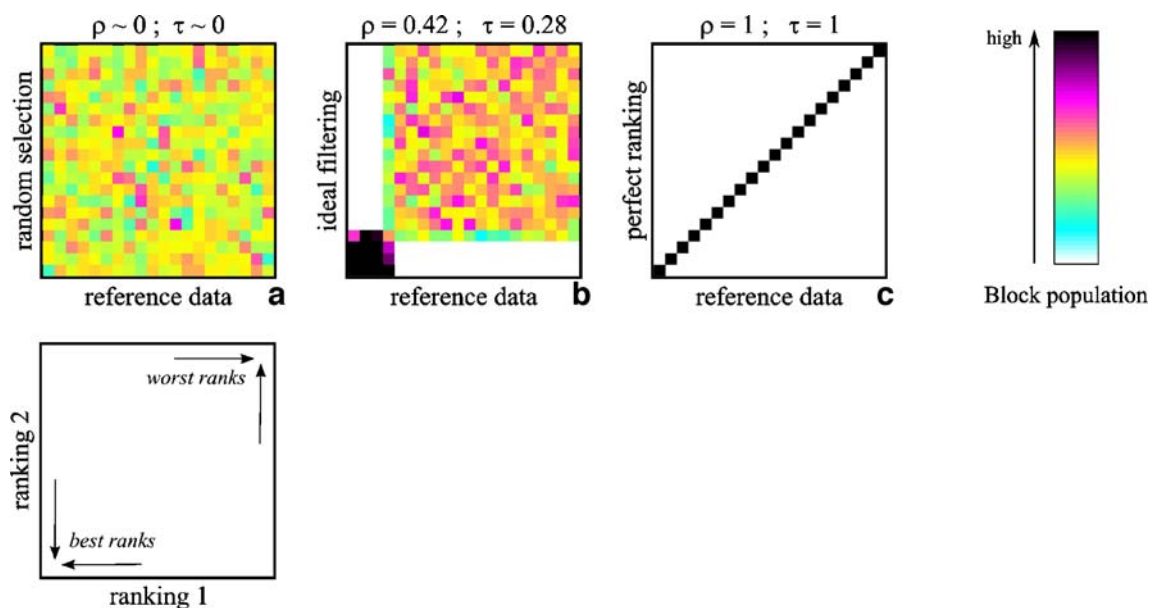 ρ ~ 0 ; τ ~ 0
random selection
reference data
a
ρ = 0.42 ; τ = 0.28
ideal filtering
reference data
b
ρ = 1 ; τ = 1
perfect ranking
reference data
c
high
Block population
worst ranks
ranking 2
best ranks
ranking 1